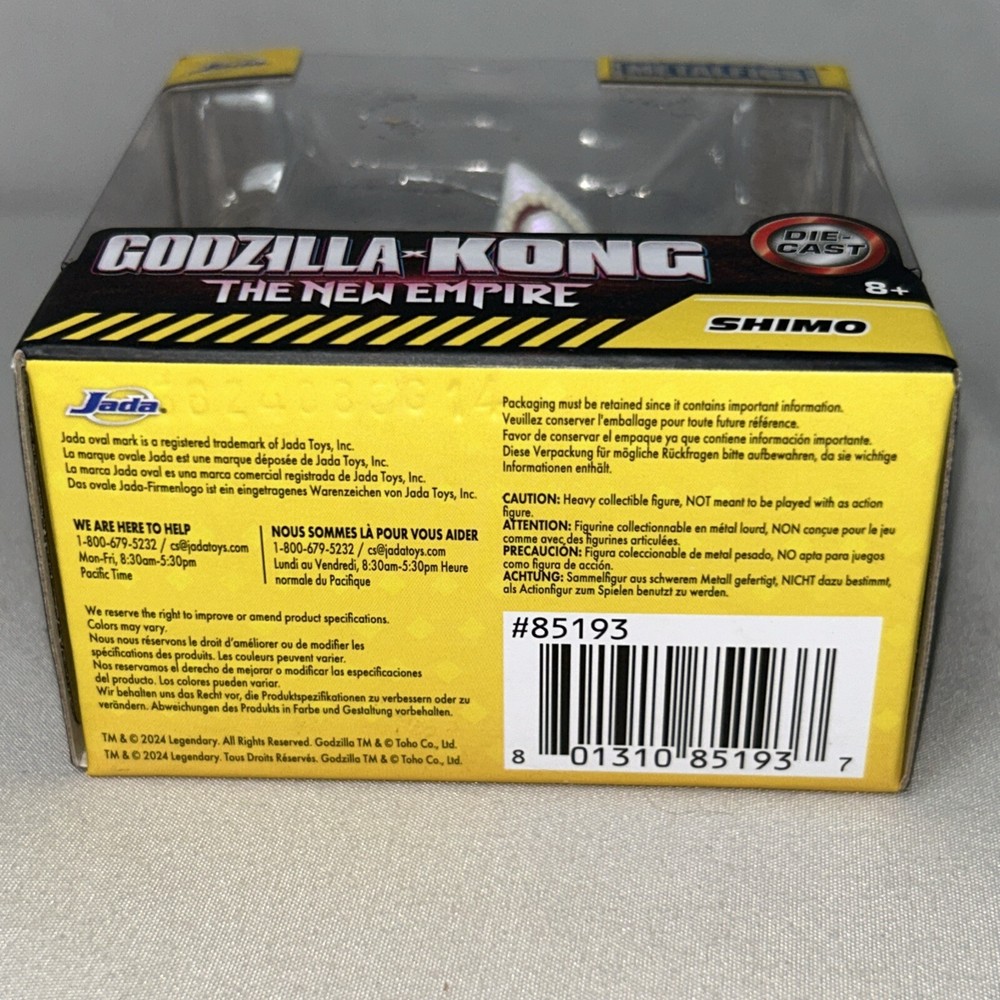 Jada
METALFIGS
GODZILLA x KONG
THE NEW EMPIRE
DIE-
CAST
8+
SHIMO
Jada
Jada oval mark is a registered trademark of Jada Toys, Inc.
La marque ovale Jada est une marque déposée de Jada Toys, Inc.
La marca Jada oval es una marca comercial registrada de Jada Toys, Inc.
Das ovale Jada-Firmenlogo ist ein eingetragenes Warenzeichen von Jada Toys, Inc.
WE ARE HERE TO HELP
1-800-679-5232 / cs@jadatoys.com
Mon-Fri, 8:30am-5:30pm
Pacific Time
NOUS SOMMES LÀ POUR VOUS AIDER
1-800-679-5232 / cs@jadatoys.com
Lundi au Vendredi, 8:30am-5:30pm Heure
normale du Pacifique
We reserve the right to improve or amend product specifications.
Colors may vary.
Nous nous réservons le droit d'améliorer ou de modifier les
spécifications des produits. Les couleurs peuvent varier.
Nos reservamos el derecho de mejorar o modificar las especificaciones
del producto. Los colores pueden variar.
Wir behalten uns das Recht vor, die Produktspezifikationen zu verbessern oder zu
verändern. Abweichungen des Produkts in Farbe und Gestaltung vorbehalten.
TM & © 2024 Legendary. All Rights Reserved. Godzilla TM & © Toho Co., Ltd.
TM & © 2024 Legendary. Tous Droits Réservés. Godzilla TM & © Toho Co., Ltd.
Packaging must be retained since it contains important information.
Veuillez conserver l'emballage pour toute future référence.
Favor de conservar el empaque ya que contiene información importante.
Diese Verpackung für mögliche Rückfragen bitte aufbewahren, da sie wichtige
Informationen enthält.
CAUTION: Heavy collectible figure, NOT meant to be played with as action
figure.
ATTENTION: Figurine collectionnable en métal lourd, NON conçue pour le jeu
comme avec des figurines articulées.
PRECAUCIÓN: Figura coleccionable de metal pesado, NO apta para juegos
como figura de acción.
ACHTUNG: Sammelfigur aus schwerem Metall gefertigt, NICHT dazu bestimmt,
als Actionfigur zum Spielen benutzt zu werden.
#85193
8 01310 85193 7